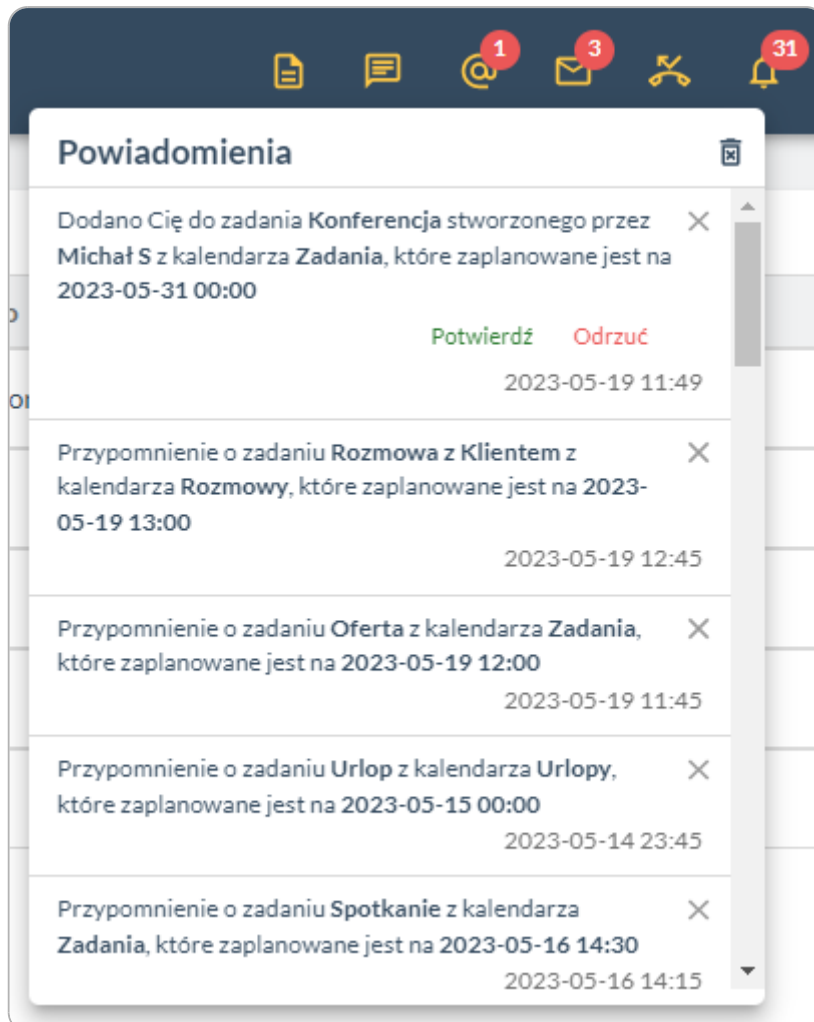 1
3
31
Powiadomienia
Dodano Cię do zadania Konferencja stworzonego przez
Michał S z kalendarza Zadania, które zaplanowane jest na
2023-05-31 00:00
Potwierdź Odrzuć
2023-05-19 11:49
Przypomnienie o zadaniu Rozmowa z Klientem z
kalendarza Rozmowy, które zaplanowane jest na 2023-
05-19 13:00
2023-05-19 12:45
Przypomnienie o zadaniu Oferta z kalendarza Zadania,
które zaplanowane jest na 2023-05-19 12:00
2023-05-19 11:45
Przypomnienie o zadaniu Urlop z kalendarza Urlopy,
które zaplanowane jest na 2023-05-15 00:00
2023-05-14 23:45
Przypomnienie o zadaniu Spotkanie z kalendarza
Zadania, które zaplanowane jest na 2023-05-16 14:30
2023-05-16 14:15